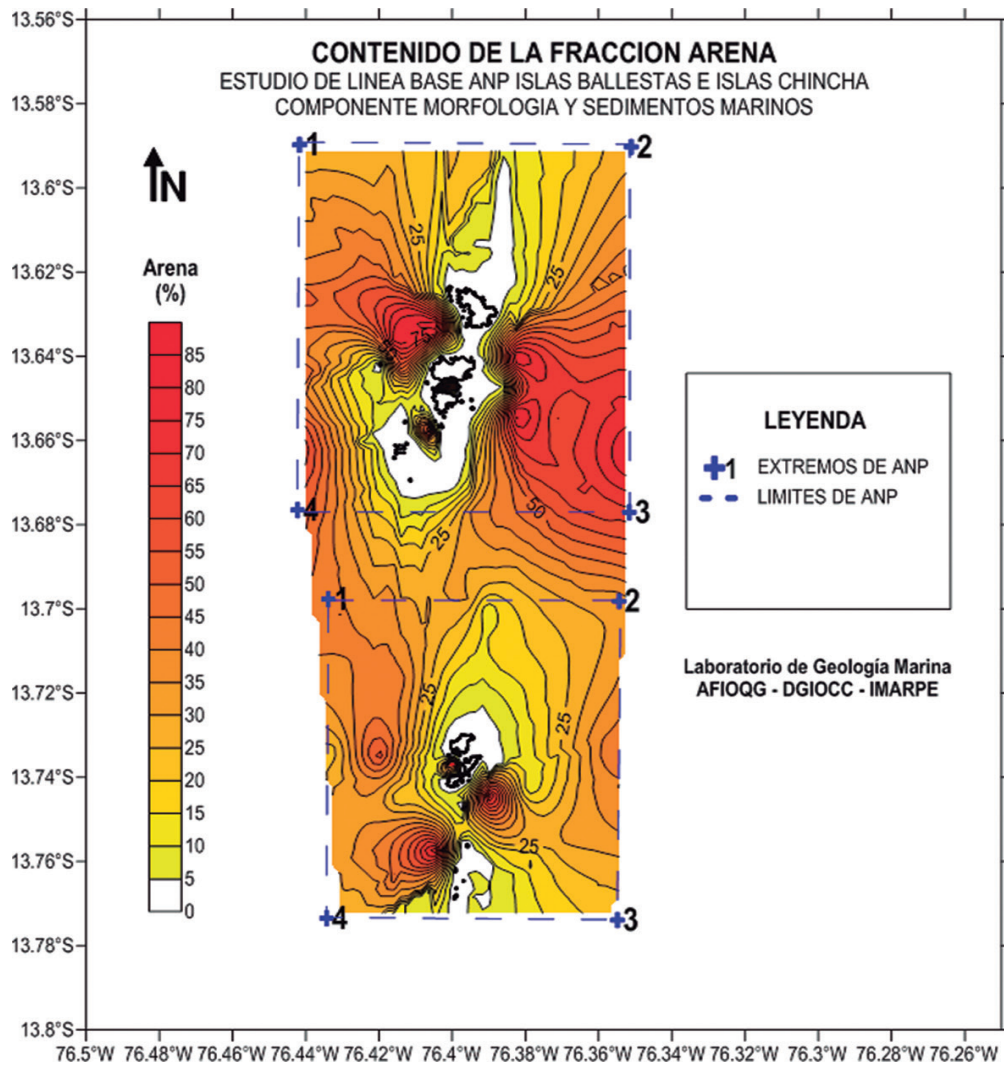 CONTENIDO DE LA FRACCION ARENA
ESTUDIO DE LINEA BASE ANP ISLAS BALLESTAS E ISLAS CHINCHA
COMPONENTE MORFOLOGIA Y SEDIMENTOS MARINOS
13.56°S
13.58°S
13.6°S
13.62°S
13.64°S
13.66°S
13.68°S
13.7°S
13.72°S
13.74°S
13.76°S
13.78°S
13.8°S
N
Arena
(%)
85
80
75
70
65
60
55
50
45
40
35
30
25
20
15
10
5
0
1
2
25
25
75
50
4
3
25
1
2
25
25
25
4
3
LEYENDA
1 EXTREMOS DE ANP
LIMITES DE ANP
Laboratorio de Geología Marina
AFIOQG - DGIOCC - IMARPE
76.5°W 76.48°W 76.46°W 76.44°W 76.42°W 76.4°W 76.38°W 76.36°W 76.34°W 76.32°W 76.3°W 76.28°W 76.26°W